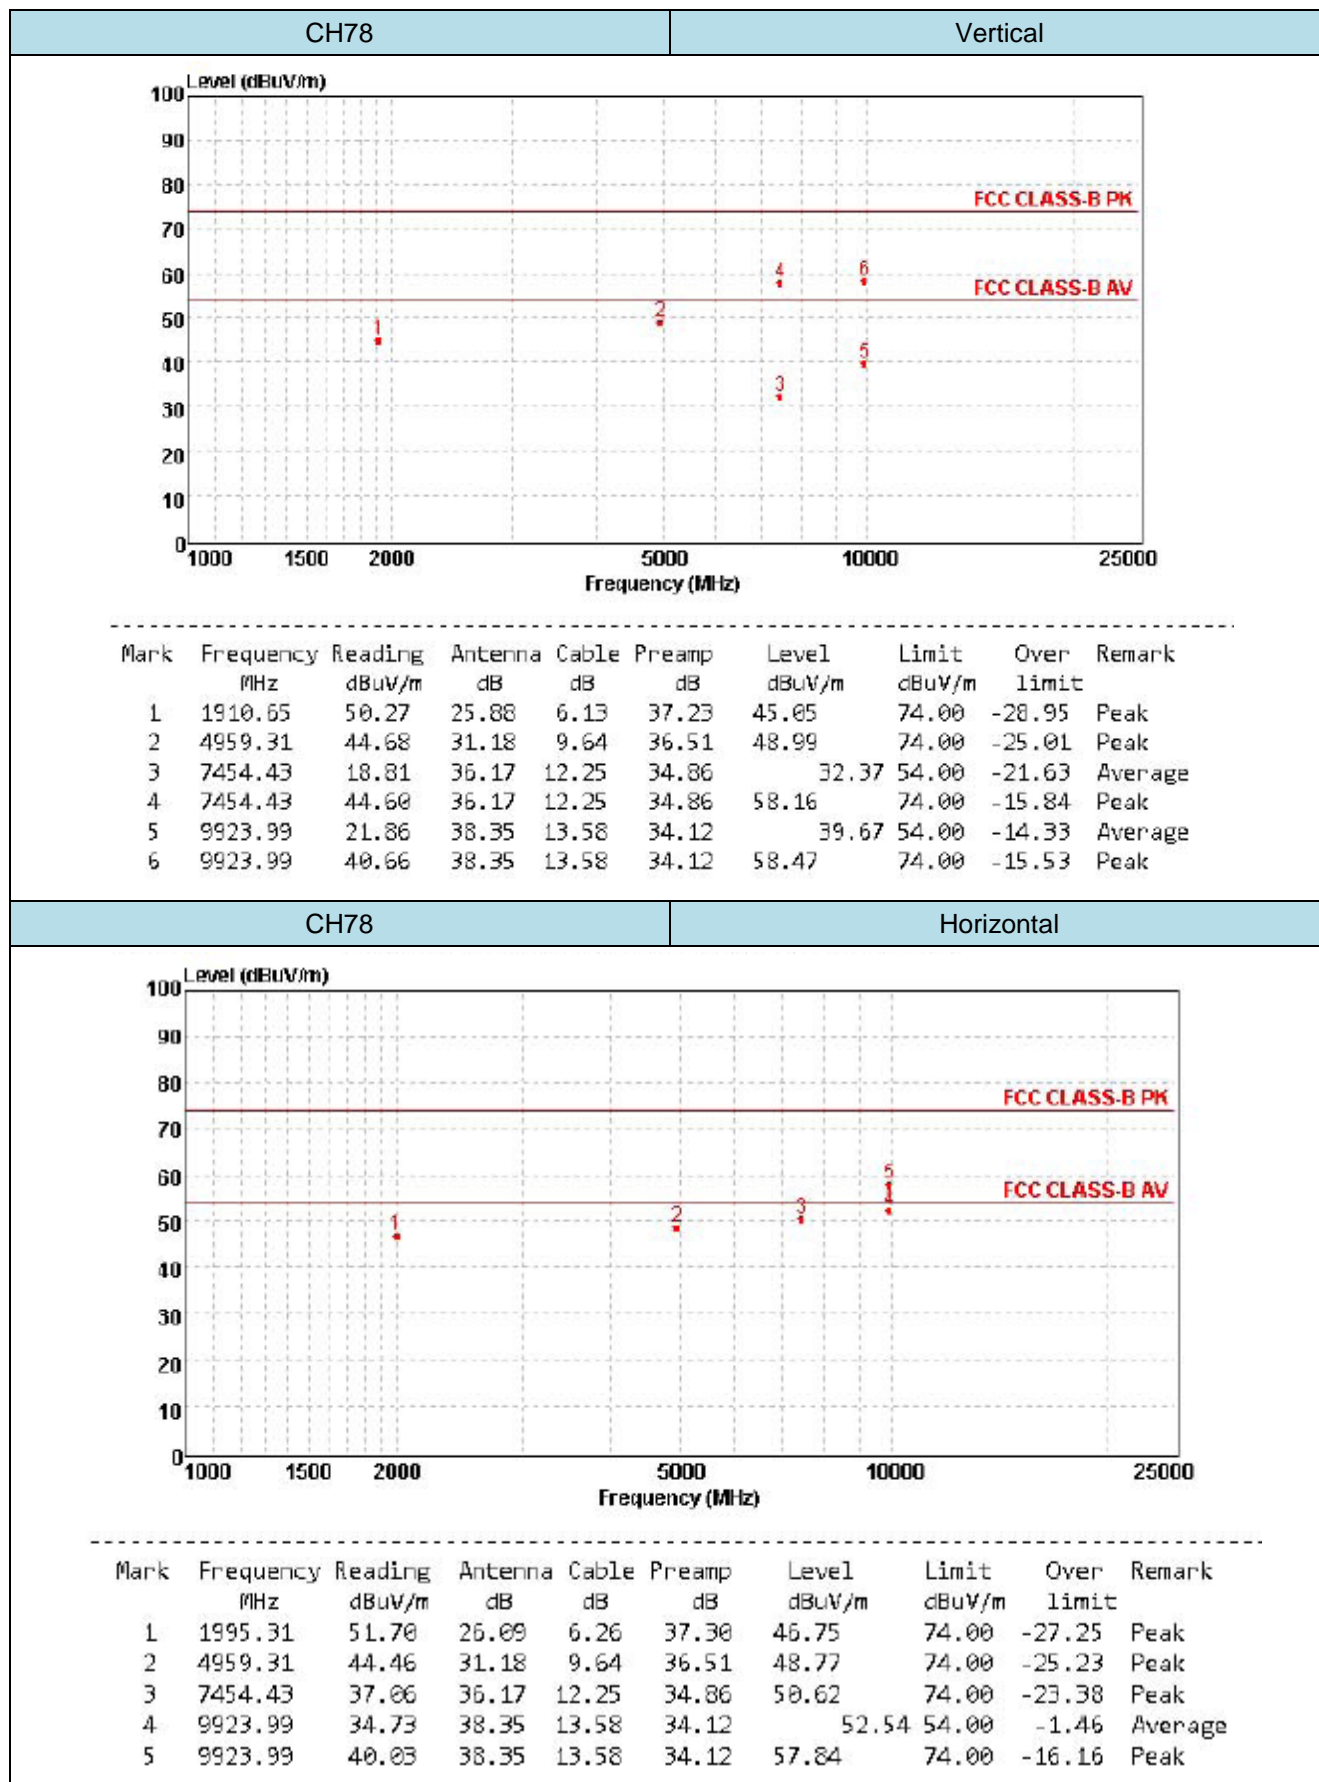 CH78 Vertical
Level (dBuV/m)
100
90
80
FCC CLASS-B PK
70
4 6
60
FCC CLASS-B AV
2
50
1
5
40
3
30
20
10
0
1000 1500 2000 5000 10000 25000
Frequency (MHz)
Mark Frequency Reading Antenna Cable Preamp Level Limit Over Remark
MHz dBuV/m dB dB dB dBuV/m dBuV/m limit
1 1910.65 50.27 25.88 6.13 37.23 45.05 74.00 -28.95 Peak
2 4959.31 44.68 31.18 9.64 36.51 48.99 74.00 -25.01 Peak
3 7454.43 18.81 36.17 12.25 34.86 32.37 54.00 -21.63 Average
4 7454.43 44.60 36.17 12.25 34.86 58.16 74.00 -15.84 Peak
5 9923.99 21.86 38.35 13.58 34.12 39.67 54.00 -14.33 Average
6 9923.99 40.66 38.35 13.58 34.12 58.47 74.00 -15.53 Peak
CH78 Horizontal
Level (dBuV/m)
100
90
80
FCC CLASS-B PK
70
5
60
FCC CLASS-B AV
4
3
2
50
1
40
30
20
10
0
1000 1500 2000 5000 10000 25000
Frequency (MHz)
Mark Frequency Reading Antenna Cable Preamp Level Limit Over Remark
MHz dBuV/m dB dB dB dBuV/m dBuV/m limit
1 1995.31 51.70 26.09 6.26 37.30 46.75 74.00 -27.25 Peak
2 4959.31 44.46 31.18 9.64 36.51 48.77 74.00 -25.23 Peak
3 7454.43 37.06 36.17 12.25 34.86 50.62 74.00 -23.38 Peak
4 9923.99 34.73 38.35 13.58 34.12 52.54 54.00 -1.46 Average
5 9923.99 40.03 38.35 13.58 34.12 57.84 74.00 -16.16 Peak